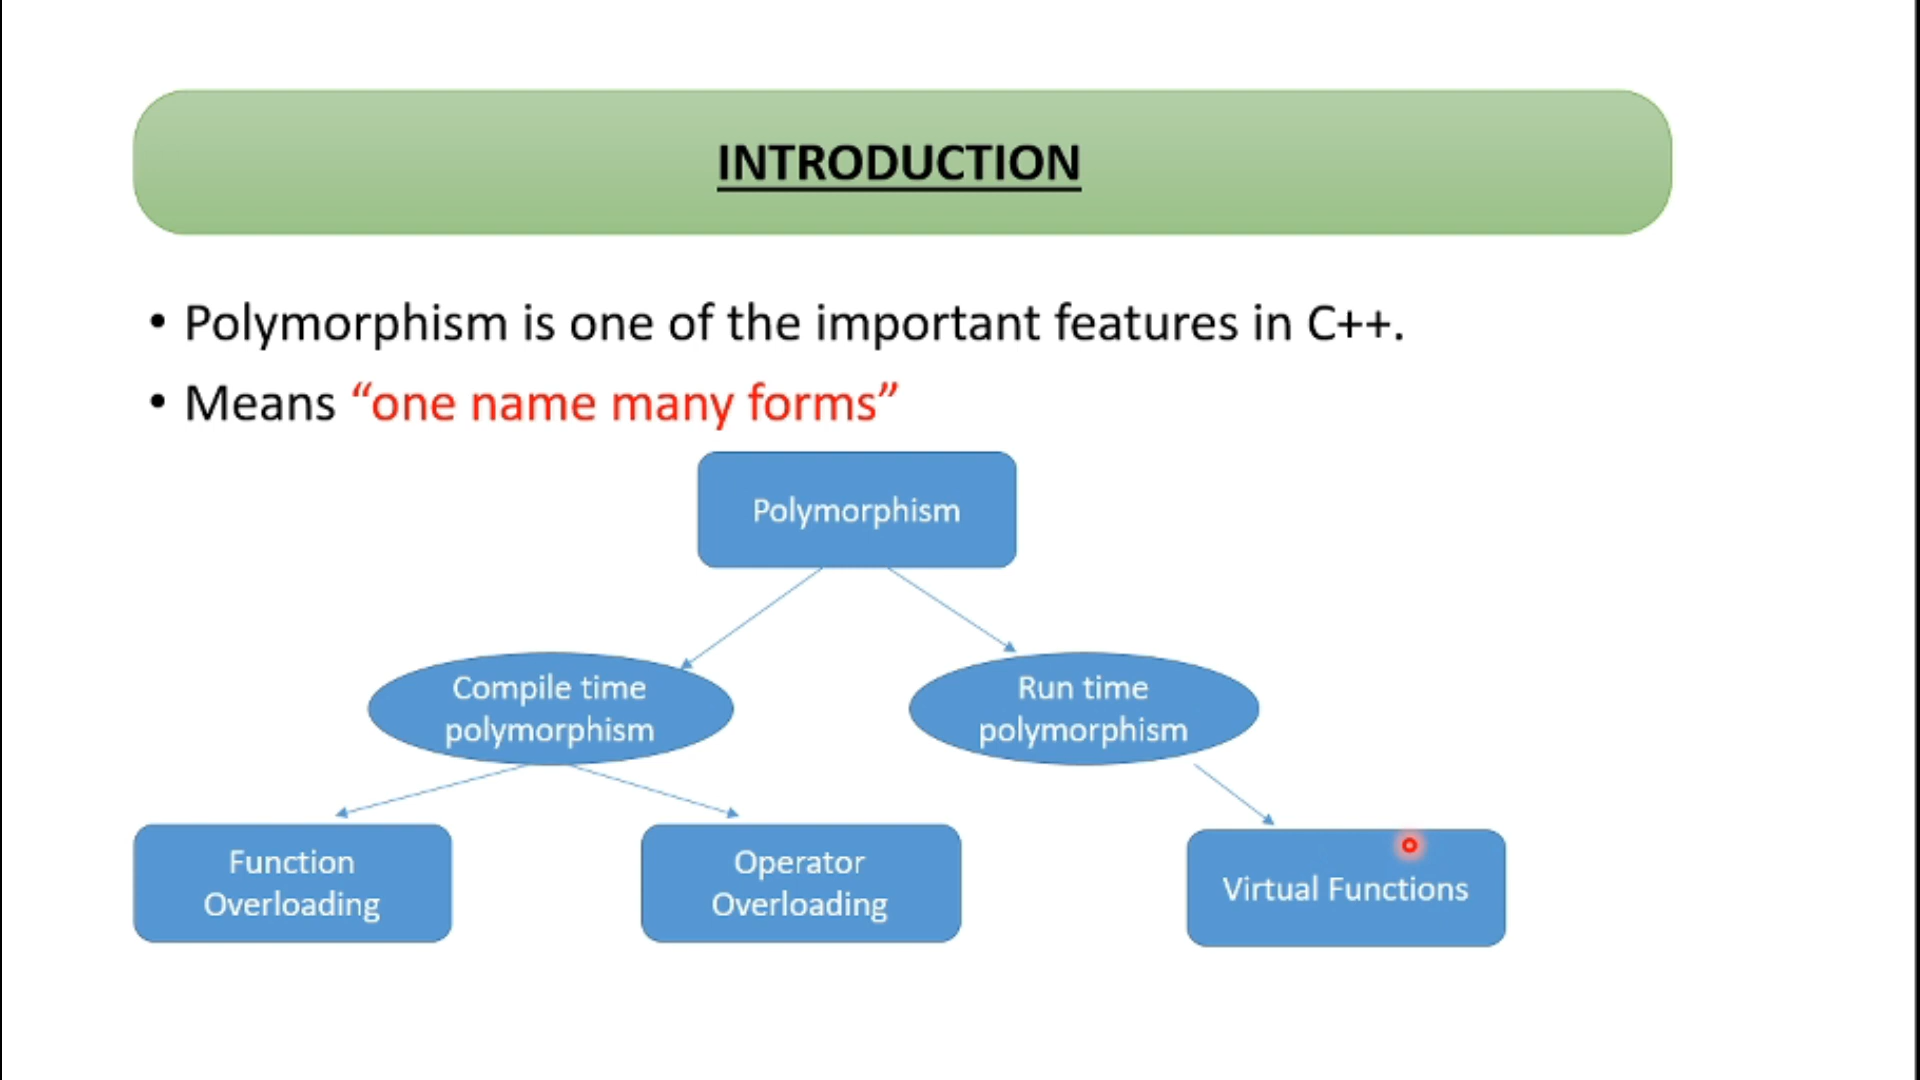 INTRODUCTION
• Polymorphism is one of the important features in C++.
• Means “one name many forms”
Polymorphism
Compile time
polymorphism
Run time
polymorphism
Function
Overloading
Operator
Overloading
Virtual Functions